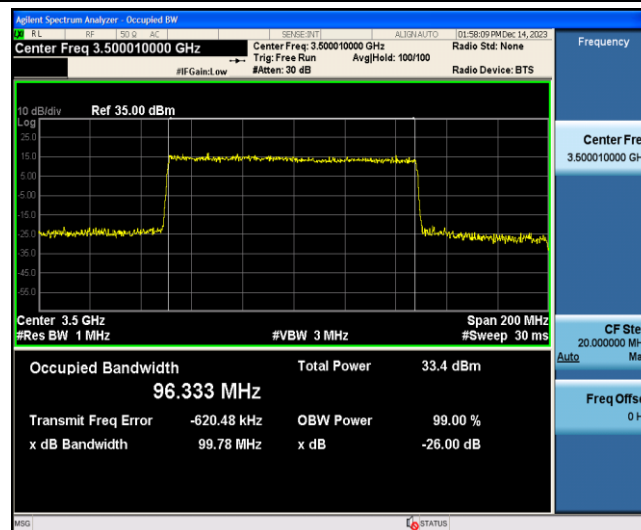 Agilent Spectrum Analyzer - Occupied BW
RL RF 50 Ω AC SENSE:INT ALIGN AUTO 01:58:09 PM Dec 14, 2023
Center Freq 3.500010000 GHz
Center Freq: 3.500010000 GHz Radio Std: None
Trig: Free Run Avg|Hold: 100/100
#IFGain:Low #Atten: 30 dB Radio Device: BTS
10 dB/div Ref 35.00 dBm
Log
25.0
15.0
5.00
-5.00
-15.0
-25.0
-35.0
-45.0
-55.0
Center 3.5 GHz Span 200 MHz
#Res BW 1 MHz #VBW 3 MHz #Sweep 30 ms
Occupied Bandwidth Total Power 33.4 dBm
96.333 MHz
Transmit Freq Error -620.48 kHz OBW Power 99.00 %
x dB Bandwidth 99.78 MHz x dB -26.00 dB
MSG STATUS
Frequency
Center Fre
3.500010000 GH
CF Ste
20.000000 MH
Auto Ma
Freq Offse
0 H